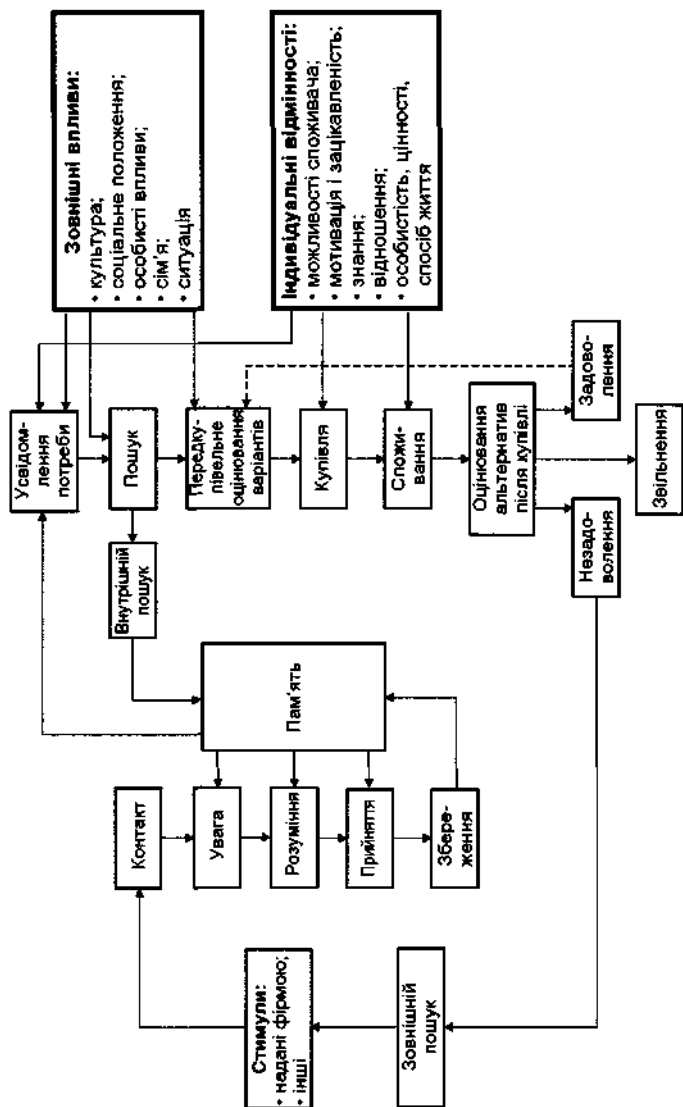 Стимули:
• надані фірмою;
• інші
Зовнішній
пошук
Контакт
Увага
Розуміння
Прийняття
Збере-
ження
Пам'ять
Внутрішній
пошук
Усвідом-
лення
потреби
Пошук
Передку-
півельне
оцінювання
варіантів
Купівля
Спожи-
вання
Оцінювання
альтернатив
після купівлі
Незадо-
волення
Звільнення
Задово-
лення
Зовнішні впливи:
• культура;
• соціальне положення;
• особисті впливи;
• сім'я;
• ситуація
Індивідуальні відмінності:
• можливості споживача;
• мотивація і зацікавленість;
• знання;
• відношення;
• особистість, цінності,
спосіб життя